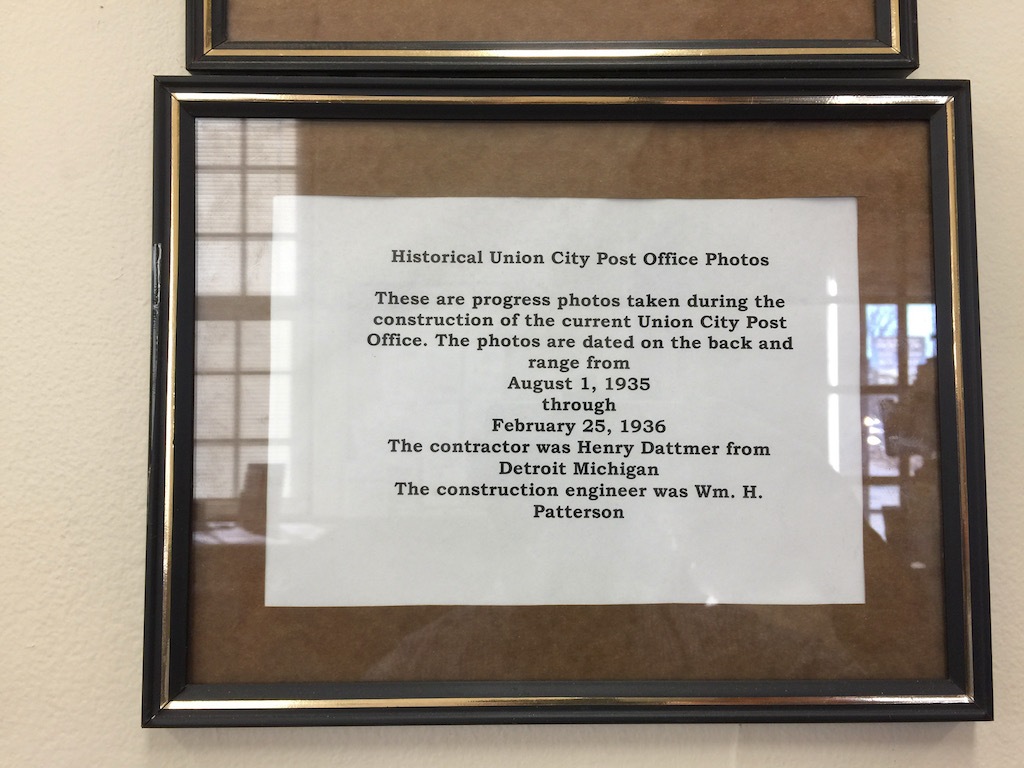 Historical Union City Post Office Photos
These are progress photos taken during the
construction of the current Union City Post
Office. The photos are dated on the back and
range from
August 1, 1935
through
February 25, 1936
The contractor was Henry Dattmer from
Detroit Michigan
The construction engineer was Wm. H.
Patterson